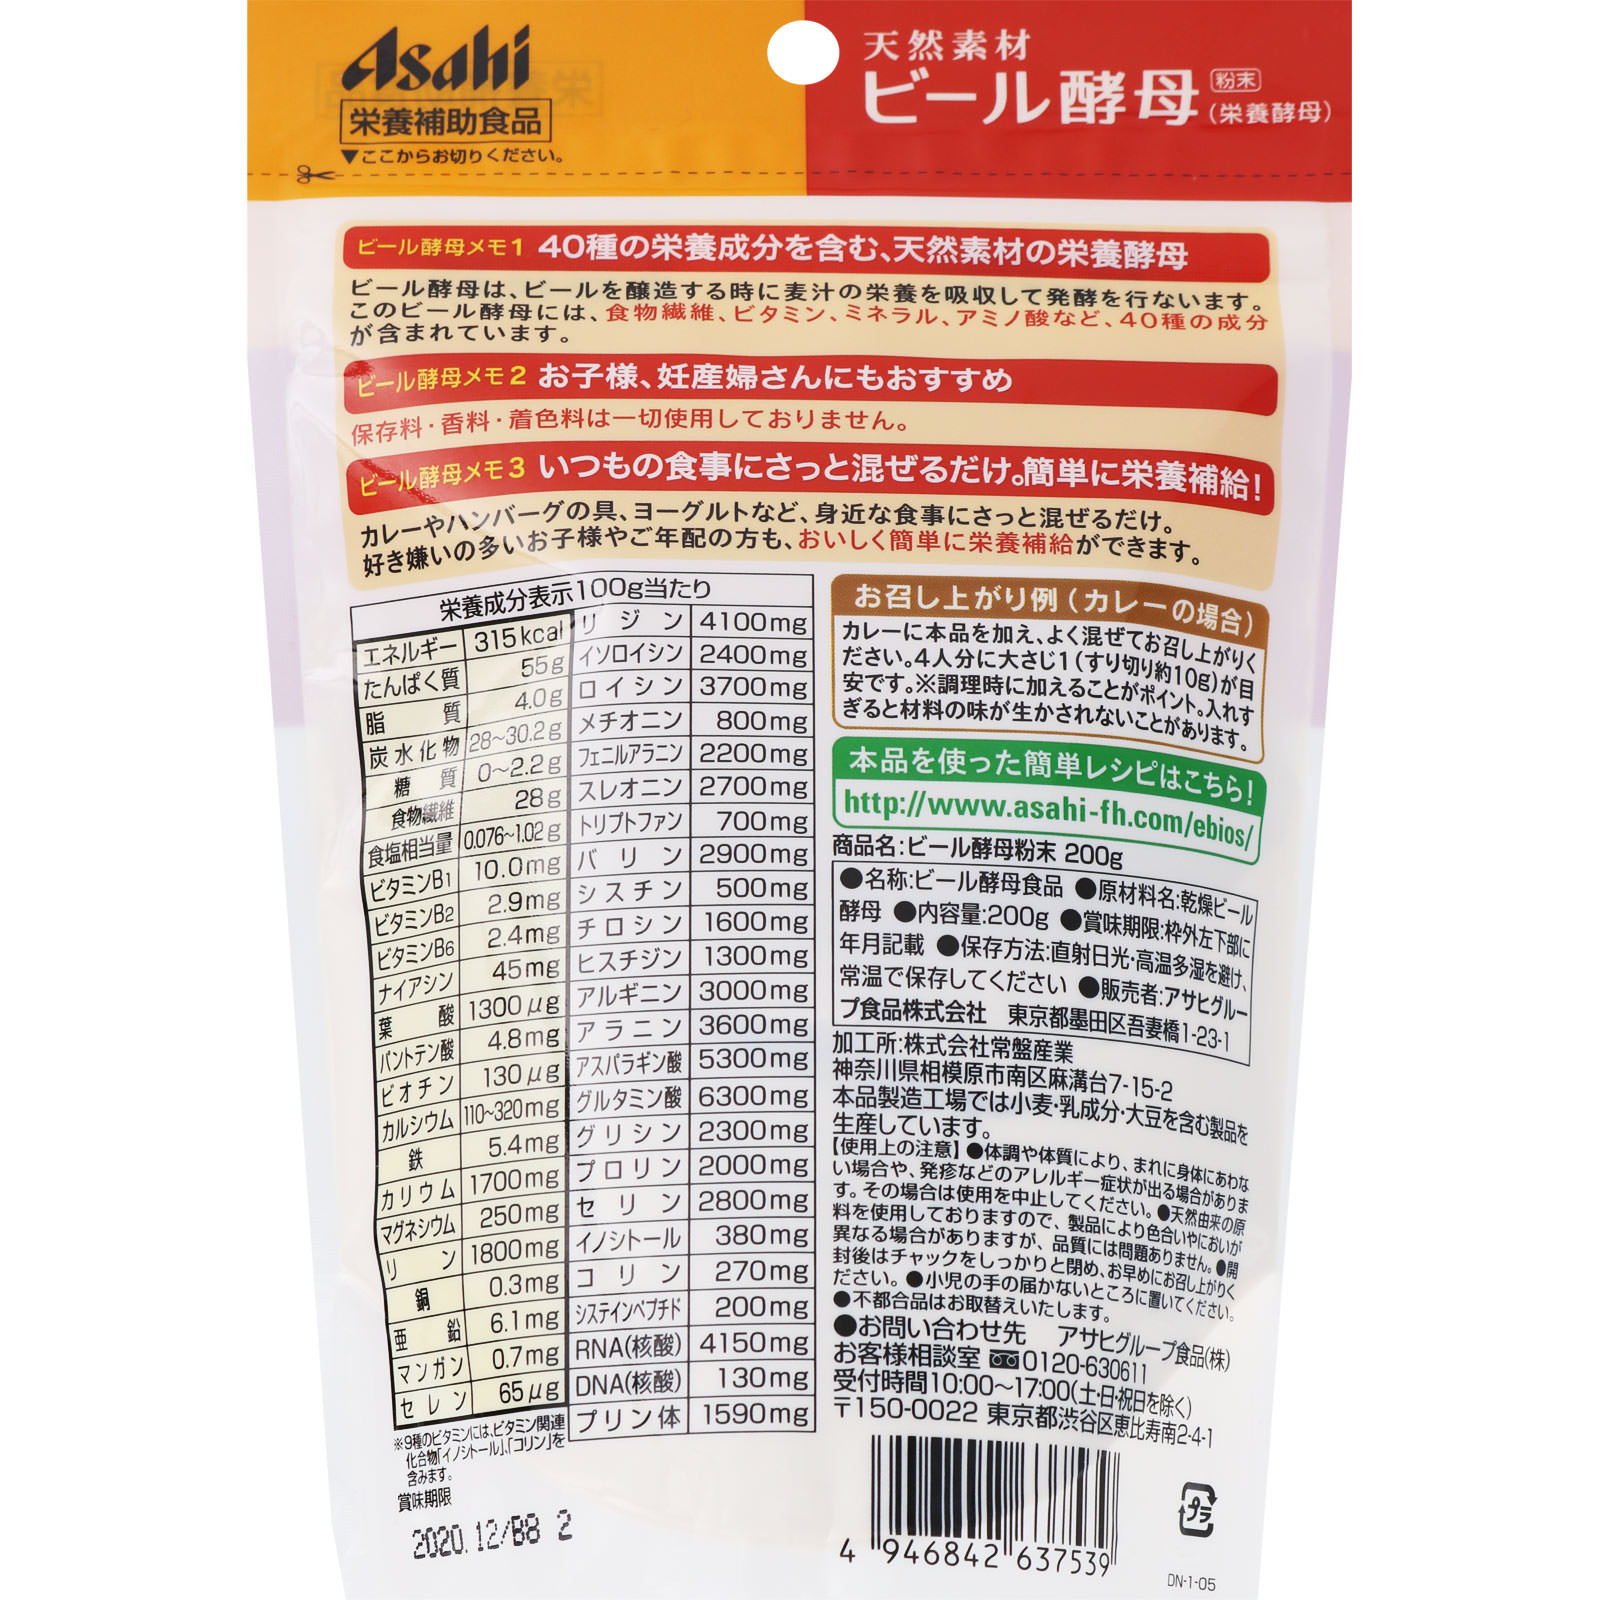 Asahi
栄養補助食品
▼ここからお切りください。
天然素材
ビール酵母 粉末
(栄養酵母)
ビール酵母メモ1 40種の栄養成分を含む、天然素材の栄養酵母
ビール酵母は、ビールを醸造する時に麦汁の栄養を吸収して発酵を行ないます。
このビール酵母には、食物繊維、ビタミン、ミネラル、アミノ酸など、40種の成分
が含まれています。
ビール酵母メモ2 お子様、妊産婦さんにもおすすめ
保存料・香料・着色料は一切使用しておりません。
ビール酵母メモ3 いつもの食事にさっと混ぜるだけ。簡単に栄養補給！
カレーやハンバーグの具、ヨーグルトなど、身近な食事にさっと混ぜるだけ。
好き嫌いの多いお子様やご年配の方も、おいしく簡単に栄養補給ができます。
栄養成分表示100g当たり
エネルギー 315kcal
たんぱく質 55g
脂質 4.0g
炭水化物 28～30.2g
糖質 0～2.2g
食物繊維 28g
食塩相当量 0.076～1.02g
ビタミンB1 10.0mg
ビタミンB2 2.9mg
ビタミンB6 2.4mg
ナイアシン 45mg
葉酸 1300μg
パントテン酸 4.8mg
ビオチン 130μg
カルシウム 110～320mg
鉄 5.4mg
カリウム 1700mg
マグネシウム 250mg
リン 1800mg
銅 0.3mg
亜鉛 6.1mg
マンガン 0.7mg
セレン 65μg
リジン 4100mg
イソロイシン 2400mg
ロイシン 3700mg
メチオニン 800mg
フェニルアラニン 2200mg
スレオニン 2700mg
トリプトファン 700mg
バリン 2900mg
シスチン 500mg
チロシン 1600mg
ヒスチジン 1300mg
アルギニン 3000mg
アラニン 3600mg
アスパラギン酸 5300mg
グルタミン酸 6300mg
グリシン 2300mg
プロリン 2000mg
セリン 2800mg
イノシトール 380mg
コリン 270mg
システインペプチド 200mg
RNA(核酸) 4150mg
DNA(核酸) 130mg
プリン体 1590mg
※9種のビタミンには、ビタミン関連
化合物「イノシトール」、「コリン」を
含みます。
賞味期限
2020.12/BB 2
お召し上がり例(カレーの場合)
カレーに本品を加え、よく混ぜてお召し上がりく
ださい。4人分に大さじ1(すり切り約10g)が目
安です。※調理時に加えることがポイント。入れす
ぎると材料の味が生かされないことがあります。
本品を使った簡単レシピはこちら！
http://www.asahi-fh.com/ebios/
商品名:ビール酵母粉末 200g
●名称:ビール酵母食品 ●原材料名:乾燥ビール
酵母 ●内容量:200g ●賞味期限:枠外左下部に
年月記載 ●保存方法:直射日光・高温多湿を避け、
常温で保存してください ●販売者:アサヒグルー
プ食品株式会社 東京都墨田区吾妻橋1-23-1
加工所:株式会社常盤産業
神奈川県相模原市南区麻溝台7-15-2
本品製造工場では小麦・乳成分・大豆を含む製品を
生産しています。
【使用上の注意】●体調や体質により、まれに身体にあわな
い場合や、発疹などのアレルギー症状が出る場合がありま
す。その場合は使用を中止してください。●天然由来の原
料を使用しておりますので、製品により色合いやにおいが
異なる場合がありますが、品質には問題ありません。●開
封後はチャックをしっかりと閉め、お早めにお召し上がりく
ださい。●小児の手の届かないところに置いてください。
●不都合品はお取替えいたします。
●お問い合わせ先 アサヒグループ食品(株)
お客様相談室 0120-630611
受付時間10:00～17:00(土・日・祝日を除く)
〒150-0022 東京都渋谷区恵比寿南2-4-1
4 946842 637539
プラ
DN-1-05